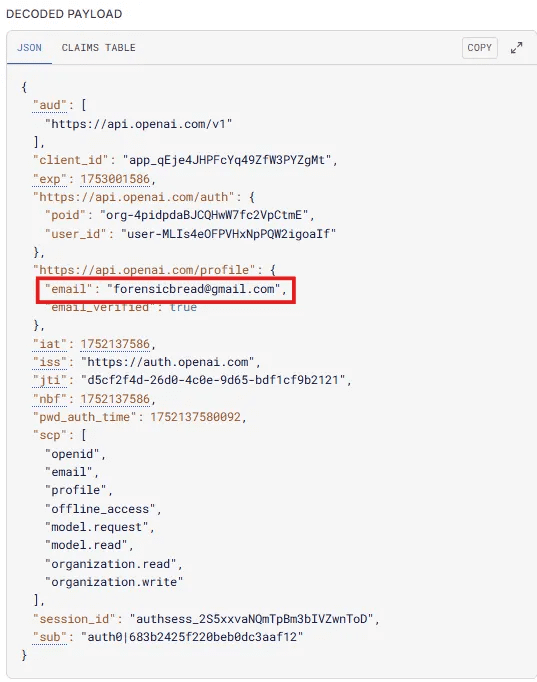 DECODED PAYLOAD
JSON CLAIMS TABLE COPY
{
"aud": [
"https://api.openai.com/v1"
],
"client_id": "app_qEje4JHPFcYq49ZfW3PYZgMt",
"exp": 1753001586,
"https://api.openai.com/auth": {
"poid": "org-4pidpdaBJCQHwW7fc2VpCtmE",
"user_id": "user-MLIs4eOFPVHxNpPQW2igoaIf"
},
"https://api.openai.com/profile": {
"email": "forensicbread@gmail.com",
"email_verified": true
},
"iat": 1752137586,
"iss": "https://auth.openai.com",
"jti": "d5cf2f4d-26d0-4c0e-9d65-bdf1cf9b2121",
"nbf": 1752137586,
"pwd_auth_time": 1752137580092,
"scp": [
"openid",
"email",
"profile",
"offline_access",
"model.request",
"model.read",
"organization.read",
"organization.write"
],
"session_id": "authsess_2S5xxvaNQmTpBm3bIVZwnToD",
"sub": "auth0|683b2425f220beb0dc3aaf12"
}